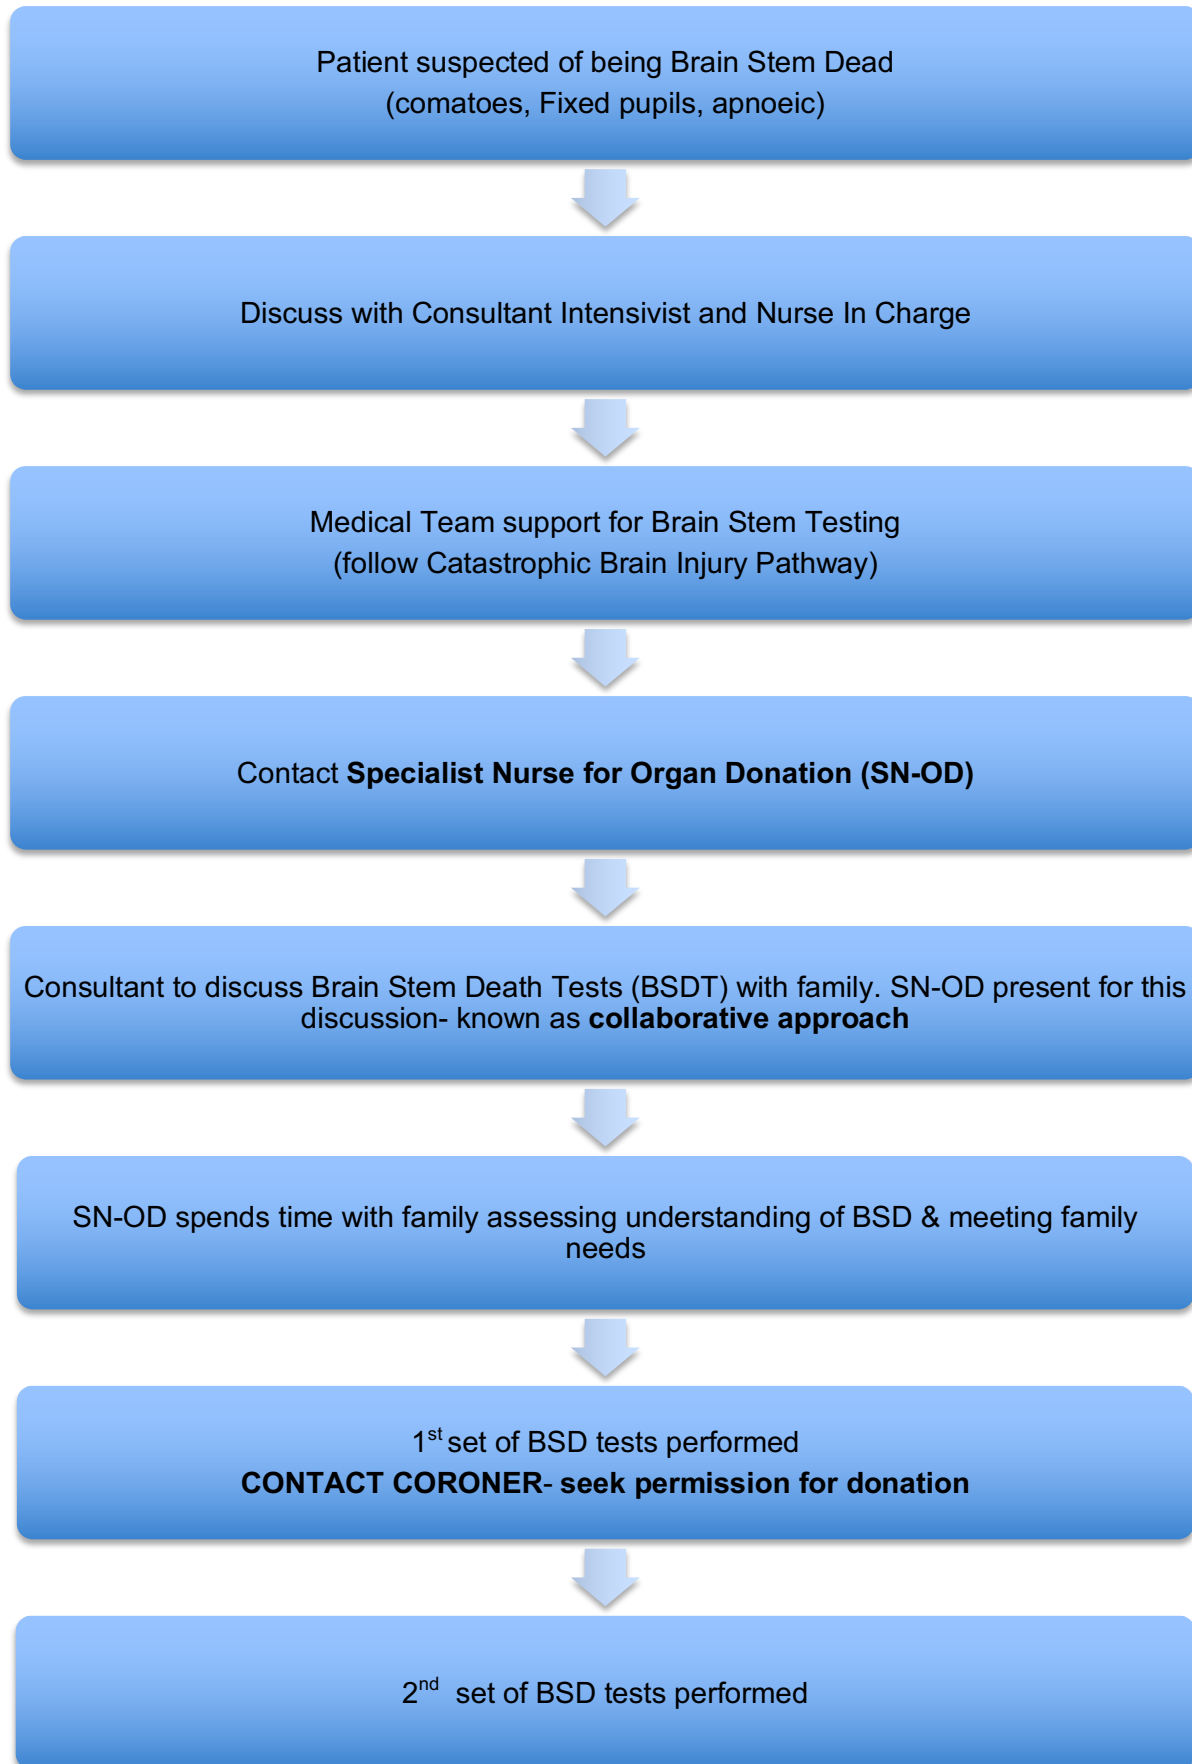 Patient suspected of being Brain Stem Dead
(comatoes, Fixed pupils, apnoeic)
Discuss with Consultant Intensivist and Nurse In Charge
Medical Team support for Brain Stem Testing
(follow Catastrophic Brain Injury Pathway)
Contact Specialist Nurse for Organ Donation (SN-OD)
Consultant to discuss Brain Stem Death Tests (BSDT) with family. SN-OD present for this
discussion- known as collaborative approach
SN-OD spends time with family assessing understanding of BSD & meeting family
needs
1st set of BSD tests performed
CONTACT CORONER- seek permission for donation
2nd set of BSD tests performed